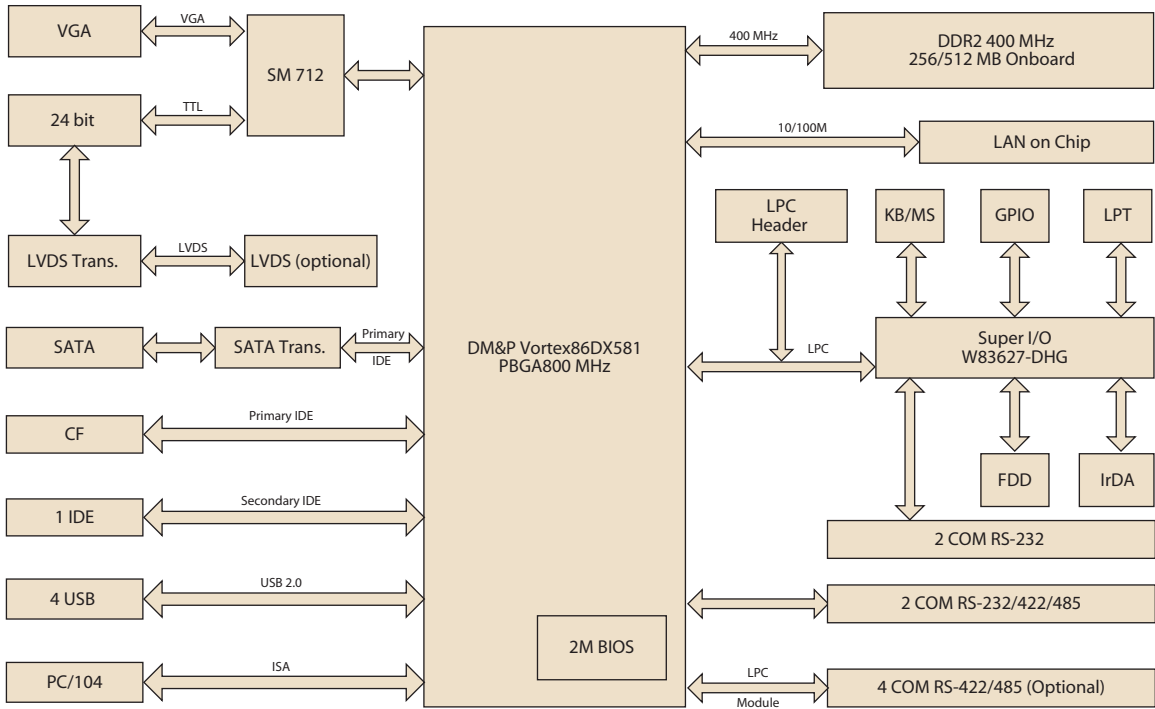 VGA
VGA
SM 712
24 bit
TTL
LVDS Trans.
LVDS
LVDS (optional)
SATA
SATA Trans.
Primary
IDE
CF
Primary IDE
1 IDE
Secondary IDE
4 USB
USB 2.0
PC/104
ISA
DM&P Vortex86DX581
PBGA800 MHz
2M BIOS
400 MHz
DDR2 400 MHz
256/512 MB Onboard
10/100M
LAN on Chip
LPC
Header
KB/MS
GPIO
LPT
LPC
Super I/O
W83627-DHG
FDD
IrDA
2 COM RS-232
2 COM RS-232/422/485
LPC
Module
4 COM RS-422/485 (Optional)